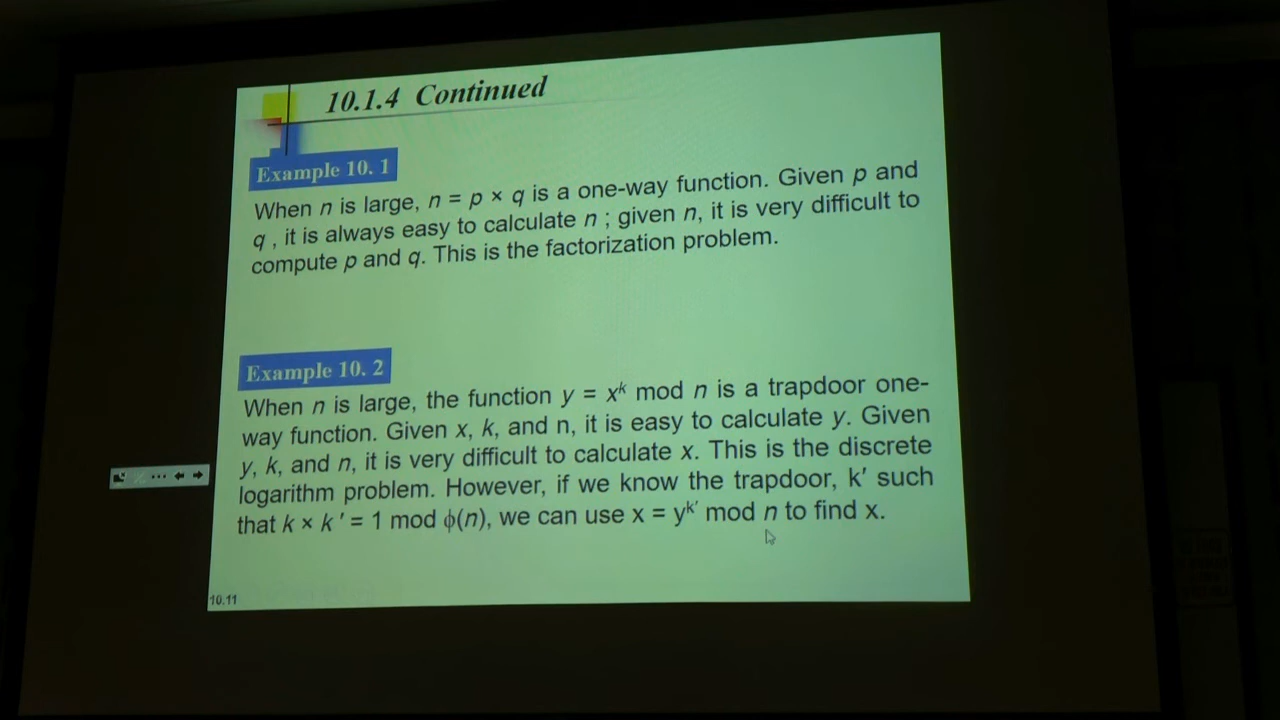 10.1.4 Continued
Example 10. 1
When n is large, n = p × q is a one-way function. Given p and
q , it is always easy to calculate n ; given n, it is very difficult to
compute p and q. This is the factorization problem.
Example 10. 2
When n is large, the function y = xᵏ mod n is a trapdoor one-
way function. Given x, k, and n, it is easy to calculate y. Given
y, k, and n, it is very difficult to calculate x. This is the discrete
logarithm problem. However, if we know the trapdoor, k′ such
that k × k ′ = 1 mod ϕ(n), we can use x = yᵏ′ mod n to find x.
10.11